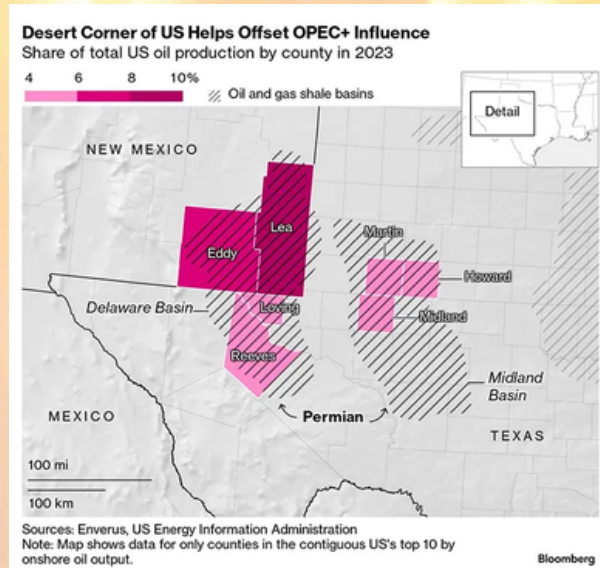 Desert Corner of US Helps Offset OPEC+ Influence
Share of total US oil production by county in 2023
4 6 8 10%
Oil and gas shale basins
Detail
NEW MEXICO
Lea
Eddy
Martin
Howard
Delaware Basin
Loving
Midland
Reeves
Midland
Basin
MEXICO
Permian
TEXAS
100 mi
100 km
Sources: Enverus, US Energy Information Administration
Note: Map shows data for only counties in the contiguous US's top 10 by
onshore oil output.
Bloomberg